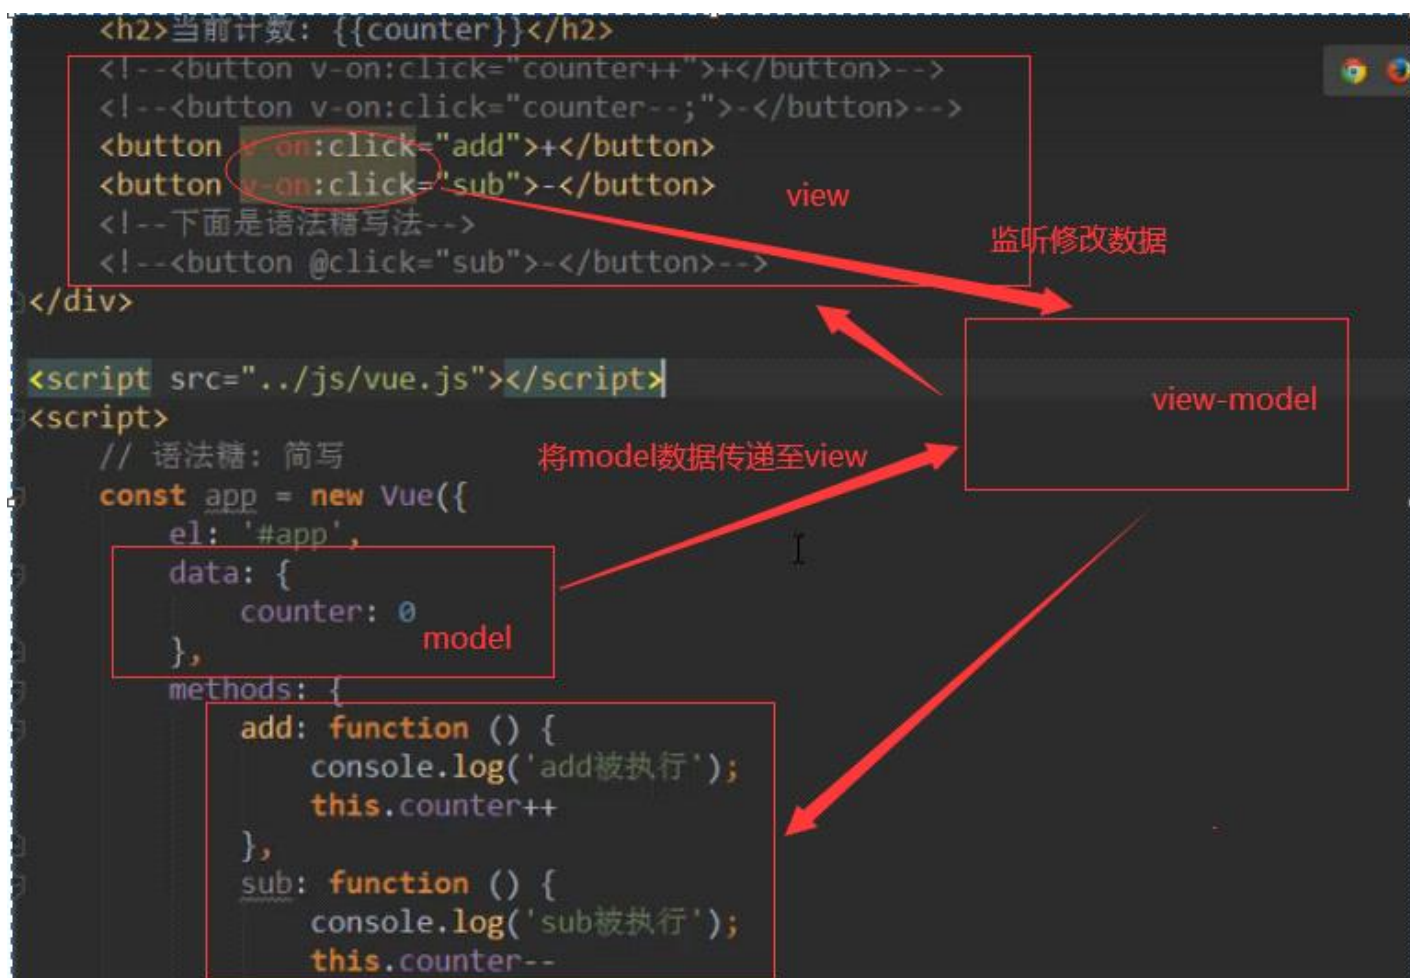 <h2>当前计数: {{counter}}</h2>
<!--<button v-on:click="counter++">+</button>-->
<!--<button v-on:click="counter--;">-</button>-->
<button v-on:click="add">+</button>
<button v-on:click="sub">-</button>
view
<!--下面是语法糖写法-->
监听修改数据
<!--<button @click="sub">-</button>-->
</div>
<script src="../js/vue.js"></script>
view-model
<script>
// 语法糖: 简写
将model数据传递至view
const app = new Vue({
el: '#app',
data: {
counter: 0
model
},
methods: {
add: function () {
console.log('add被执行');
this.counter++
},
sub: function () {
console.log('sub被执行');
this.counter--